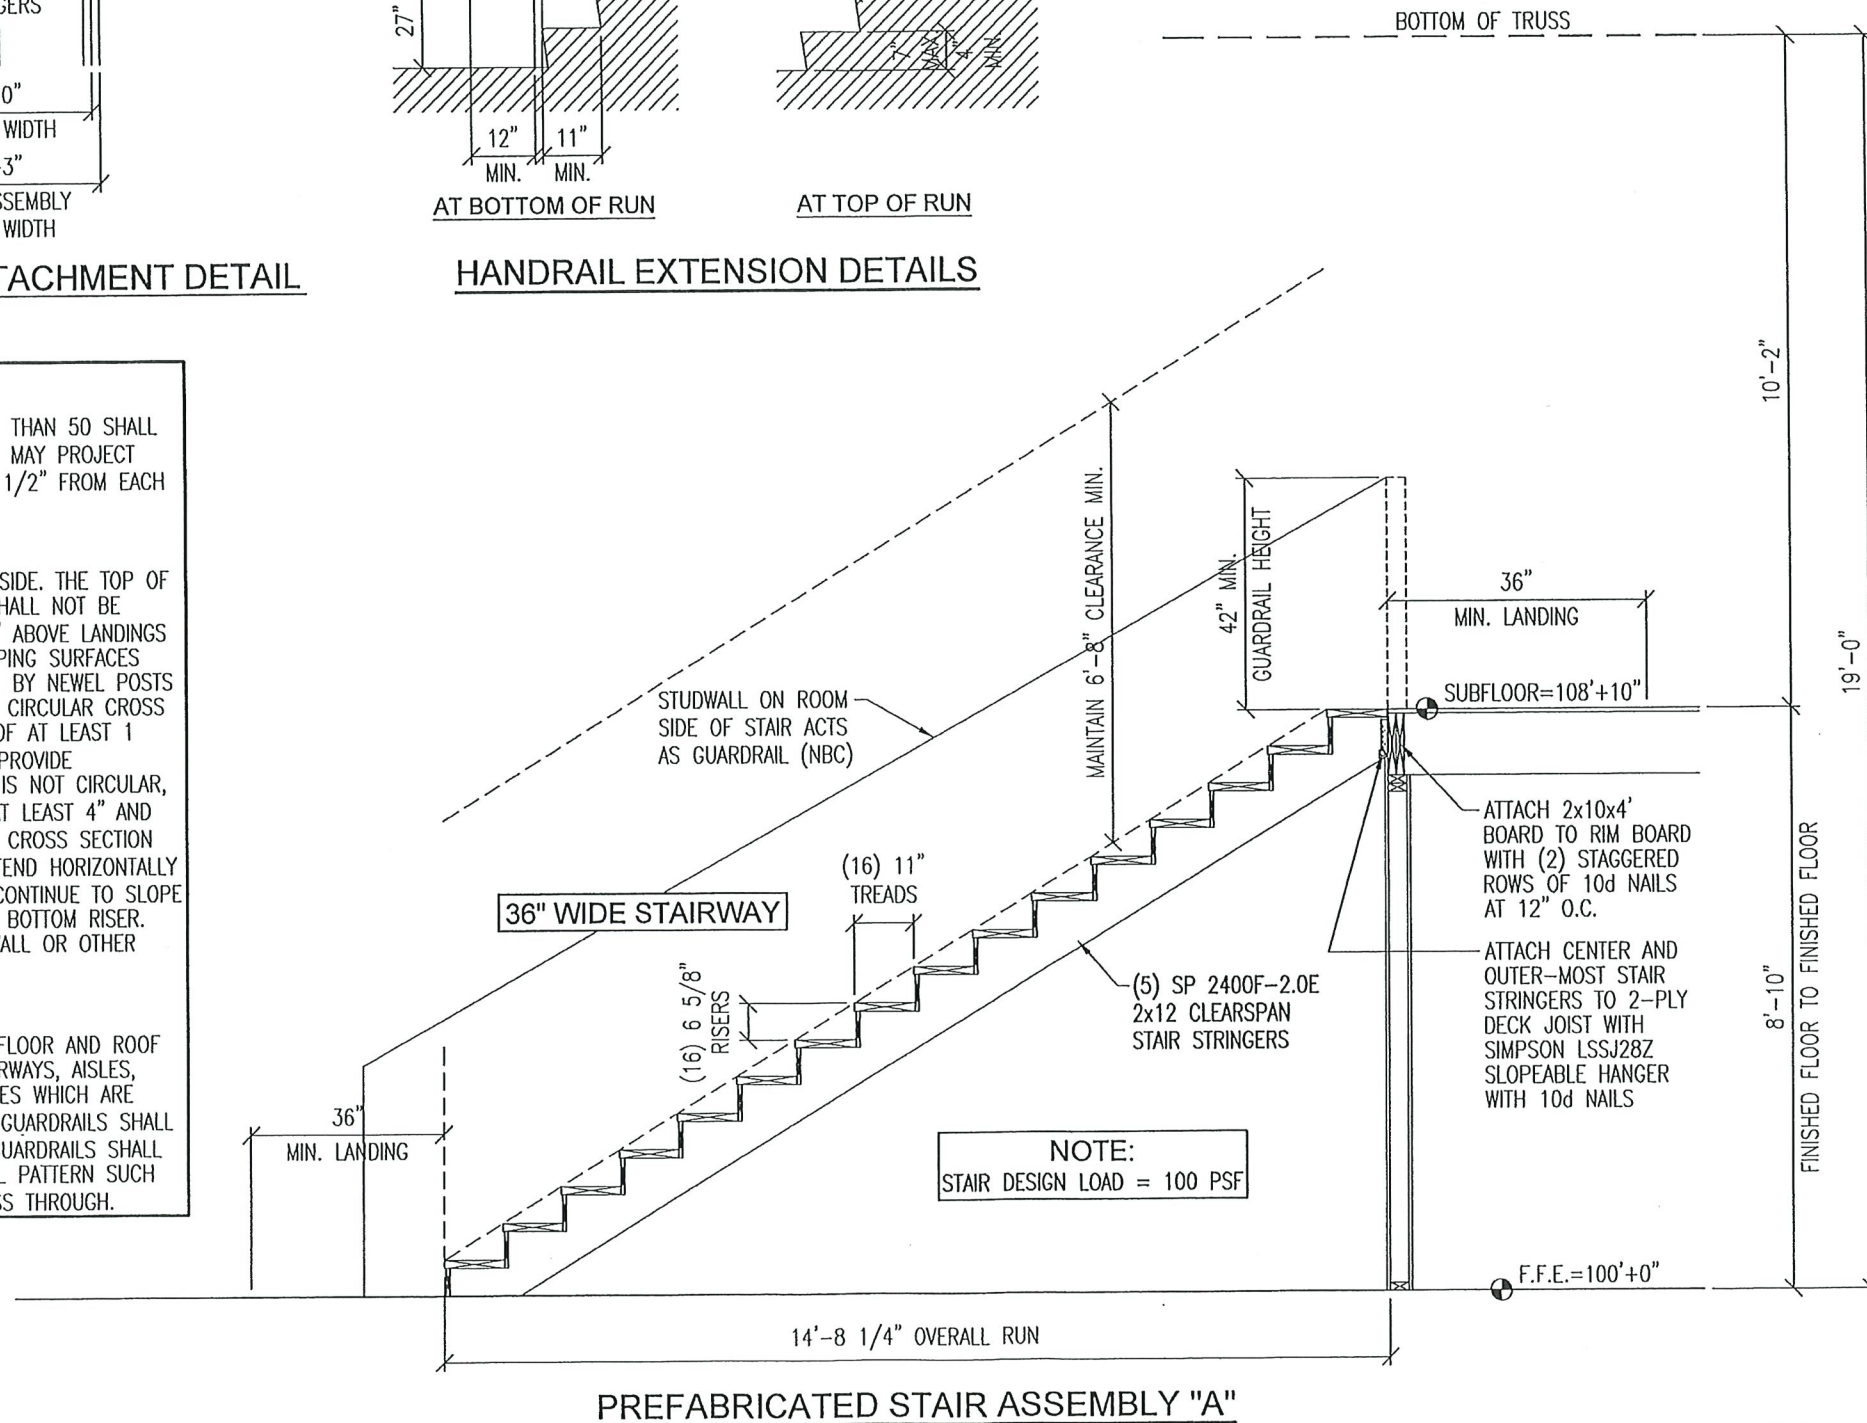 GERS
0"
WIDTH
-3"
SSEMBLY
WIDTH
TACHMENT DETAIL
27"
12"
MIN.
11"
MIN.
AT BOTTOM OF RUN
7"
MAX
4"
MIN.
AT TOP OF RUN
HANDRAIL EXTENSION DETAILS
THAN 50 SHALL
MAY PROJECT
1/2" FROM EACH
SIDE. THE TOP OF
HALL NOT BE
ABOVE LANDINGS
PING SURFACES
BY NEWEL POSTS
CIRCULAR CROSS
OF AT LEAST 1
PROVIDE
IS NOT CIRCULAR,
AT LEAST 4" AND
CROSS SECTION
TEND HORIZONTALLY
CONTINUE TO SLOPE
BOTTOM RISER.
ALL OR OTHER
FLOOR AND ROOF
RWAYS, AISLES,
ES WHICH ARE
GUARDRAILS SHALL
UARDRAILS SHALL
L PATTERN SUCH
SS THROUGH.
BOTTOM OF TRUSS
10'-2"
19'-0"
MAINTAIN 6'-8" CLEARANCE MIN.
42" MIN.
GUARDRAIL HEIGHT
36"
MIN. LANDING
SUBFLOOR=108'+10"
STUDWALL ON ROOM
SIDE OF STAIR ACTS
AS GUARDRAIL (NBC)
ATTACH 2x10x4'
BOARD TO RIM BOARD
WITH (2) STAGGERED
ROWS OF 10d NAILS
AT 12" O.C.
(16) 11"
TREADS
36" WIDE STAIRWAY
ATTACH CENTER AND
OUTER-MOST STAIR
STRINGERS TO 2-PLY
DECK JOIST WITH
SIMPSON LSSJ28Z
SLOPEABLE HANGER
WITH 10d NAILS
(16) 6 5/8"
RISERS
(5) SP 2400F-2.0E
2x12 CLEARSPAN
STAIR STRINGERS
8'-10"
FINISHED FLOOR TO FINISHED FLOOR
36"
MIN. LANDING
NOTE:
STAIR DESIGN LOAD = 100 PSF
F.F.E.=100'+0"
14'-8 1/4" OVERALL RUN
PREFABRICATED STAIR ASSEMBLY "A"